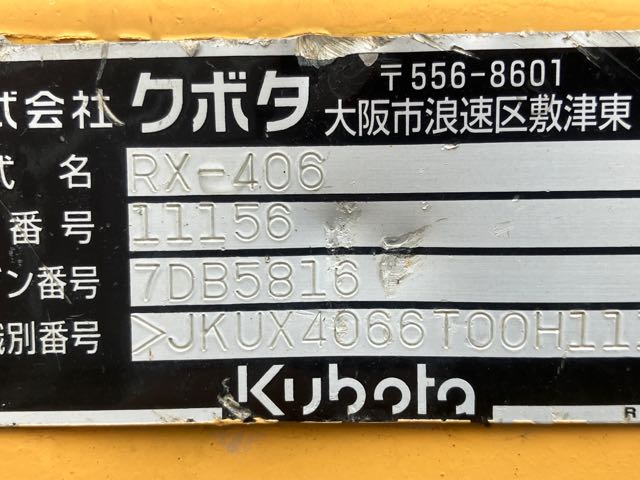 式会社 クボタ 〒556-8601
大阪市浪速区敷津東
式名 RX-406
番号 11156
ン番号 7DB5816
識別番号 >JKUX4066T00H11
Kubota
R